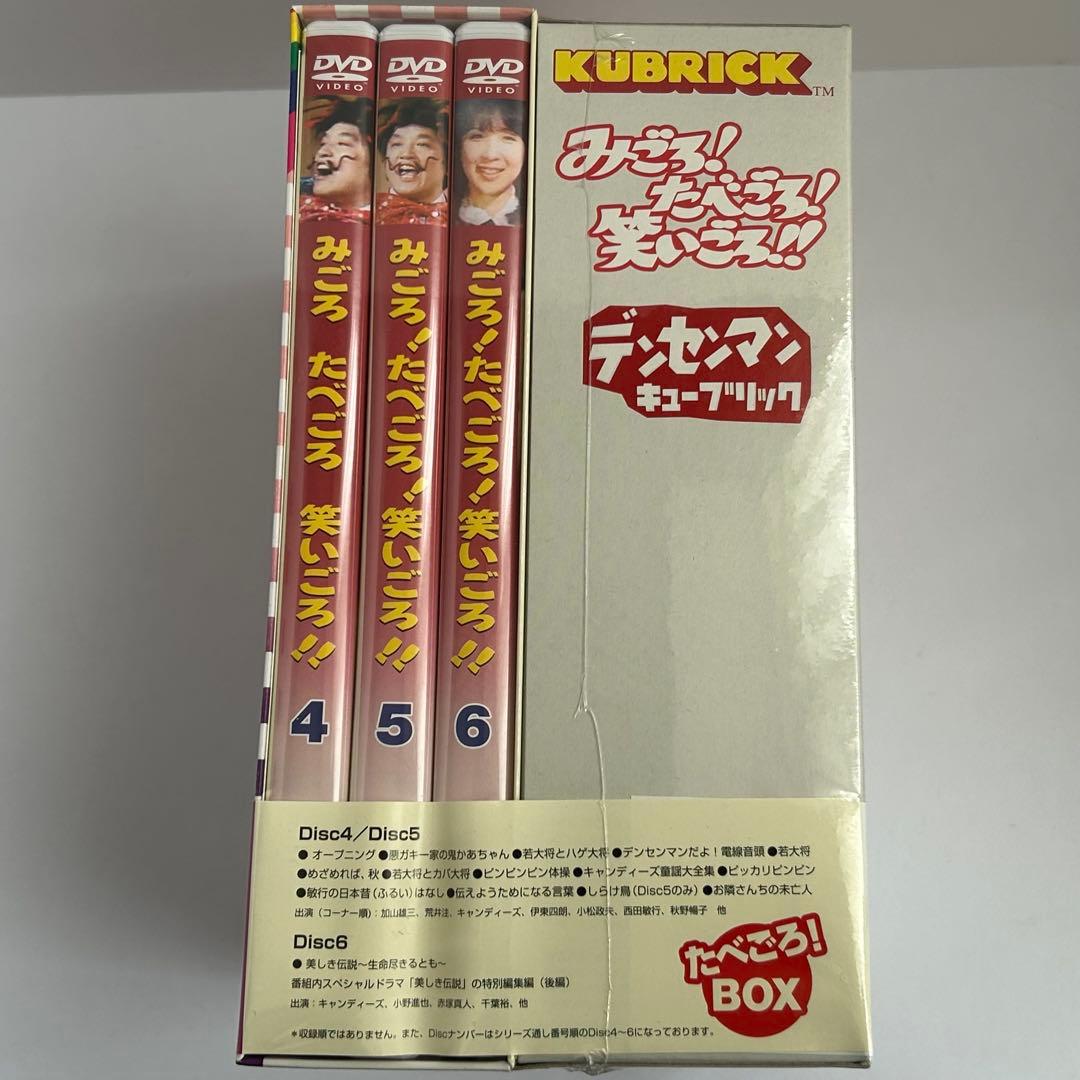 DVD
VIDEO
みごろ たべごろ 笑いごろ!!
4
DVD
VIDEO
みごろ!たべごろ!笑いごろ!!
5
DVD
VIDEO
みごろ!たべごろ!笑いごろ!!
6
KUBRICK TM
みごろ!
たべごろ!
笑いごろ!!
デンセンマン
キューブリック
Disc4/Disc5
●オープニング●悪ガキ一家の鬼かあちゃん●若大将とハゲ大将●デンセンマンだよ!電線音頭●若大将
●めざめれば、秋●若大将とカバ大将●ピンピンピン体操●キャンディーズ童謡大全集●ピッカリピンピン
●敏行の日本昔(ふるい)はなし●伝えようためになる言葉●しらけ鳥(Disc5のみ)●お隣さんちの未亡人
出演(コーナー順):加山雄三、荒井注、キャンディーズ、伊東四朗、小松政夫、西田敏行、秋野暢子 他
Disc6
●美しき伝説〜生命尽きるとも〜
番組内スペシャルドラマ「美しき伝説」の特別編集編(後編)
出演:キャンディーズ、小野進也、赤塚真人、千葉裕、他
*収録順ではありません。また、Discナンバーはシリーズ通し番号順のDisc4〜6になっております。
たべごろ!
BOX